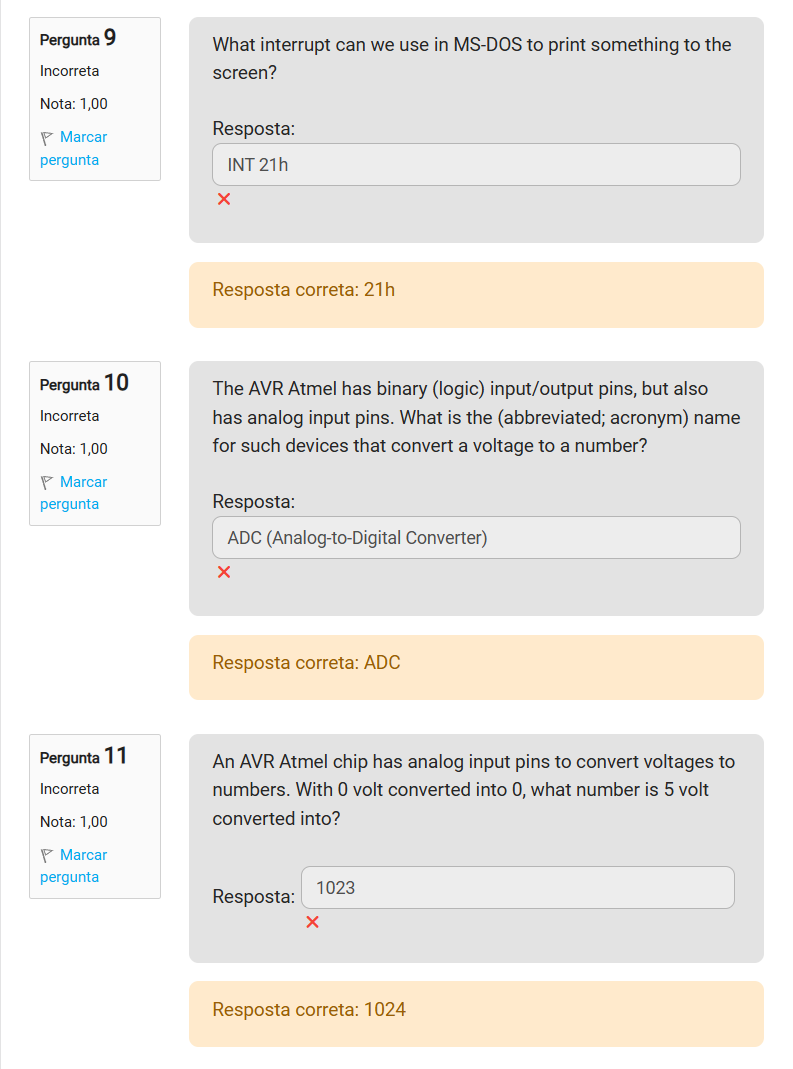 Pergunta 9
Incorreta
Nota: 1,00
Marcar
pergunta
What interrupt can we use in MS-DOS to print something to the
screen?
Resposta:
INT 21h
Resposta correta: 21h
Pergunta 10
Incorreta
Nota: 1,00
Marcar
pergunta
The AVR Atmel has binary (logic) input/output pins, but also
has analog input pins. What is the (abbreviated; acronym) name
for such devices that convert a voltage to a number?
Resposta:
ADC (Analog-to-Digital Converter)
Resposta correta: ADC
Pergunta 11
Incorreta
Nota: 1,00
Marcar
pergunta
An AVR Atmel chip has analog input pins to convert voltages to
numbers. With 0 volt converted into 0, what number is 5 volt
converted into?
Resposta: 1023
Resposta correta: 1024